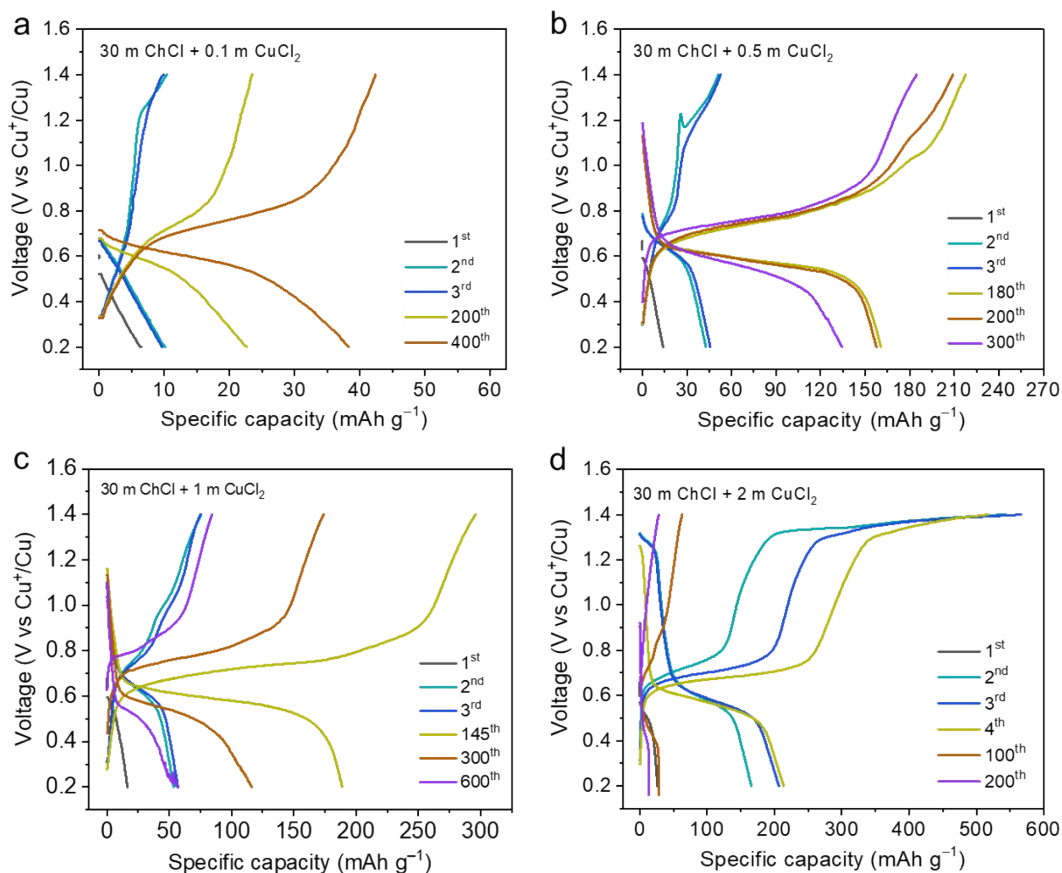 a
30 m ChCl + 0.1 m CuCl₂
Voltage (V vs Cu⁺/Cu)
1.6
1.4
1.2
1.0
0.8
0.6
0.4
0.2
1ˢᵗ
2ⁿᵈ
3ʳᵈ
200ᵗʰ
400ᵗʰ
0 10 20 30 40 50 60
Specific capacity (mAh g⁻¹)
b
30 m ChCl + 0.5 m CuCl₂
Voltage (V vs Cu⁺/Cu)
1.6
1.4
1.2
1.0
0.8
0.6
0.4
0.2
1ˢᵗ
2ⁿᵈ
3ʳᵈ
180ᵗʰ
200ᵗʰ
300ᵗʰ
0 30 60 90 120 150 180 210 240 270
Specific capacity (mAh g⁻¹)
c
30 m ChCl + 1 m CuCl₂
Voltage (V vs Cu⁺/Cu)
1.6
1.4
1.2
1.0
0.8
0.6
0.4
0.2
1ˢᵗ
2ⁿᵈ
3ʳᵈ
145ᵗʰ
300ᵗʰ
600ᵗʰ
0 50 100 150 200 250 300
Specific capacity (mAh g⁻¹)
d
30 m ChCl + 2 m CuCl₂
Voltage (V vs Cu⁺/Cu)
1.6
1.4
1.2
1.0
0.8
0.6
0.4
0.2
1ˢᵗ
2ⁿᵈ
3ʳᵈ
4ᵗʰ
100ᵗʰ
200ᵗʰ
0 100 200 300 400 500 600
Specific capacity (mAh g⁻¹)